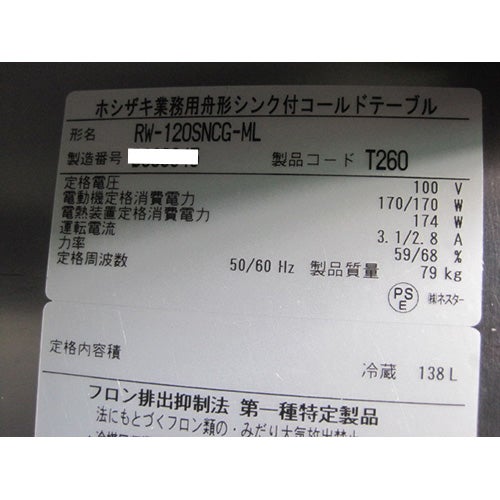 ホシザキ業務用舟形シンク付コールドテーブル
形名 RW-120SNCG-ML
製造番号 製品コード T260
定格電圧 100 V
電動機定格消費電力 170/170 W
電熱装置定格消費電力 174 W
運転電流 3.1/2.8 A
力率 59/68 %
定格周波数 50/60 Hz 製品質量 79 kg
PS E ㈱ネスター
定格内容積 冷蔵 138 L
フロン排出抑制法 第一種特定製品
法にもとづくフロン類の・みだり大気放出禁止